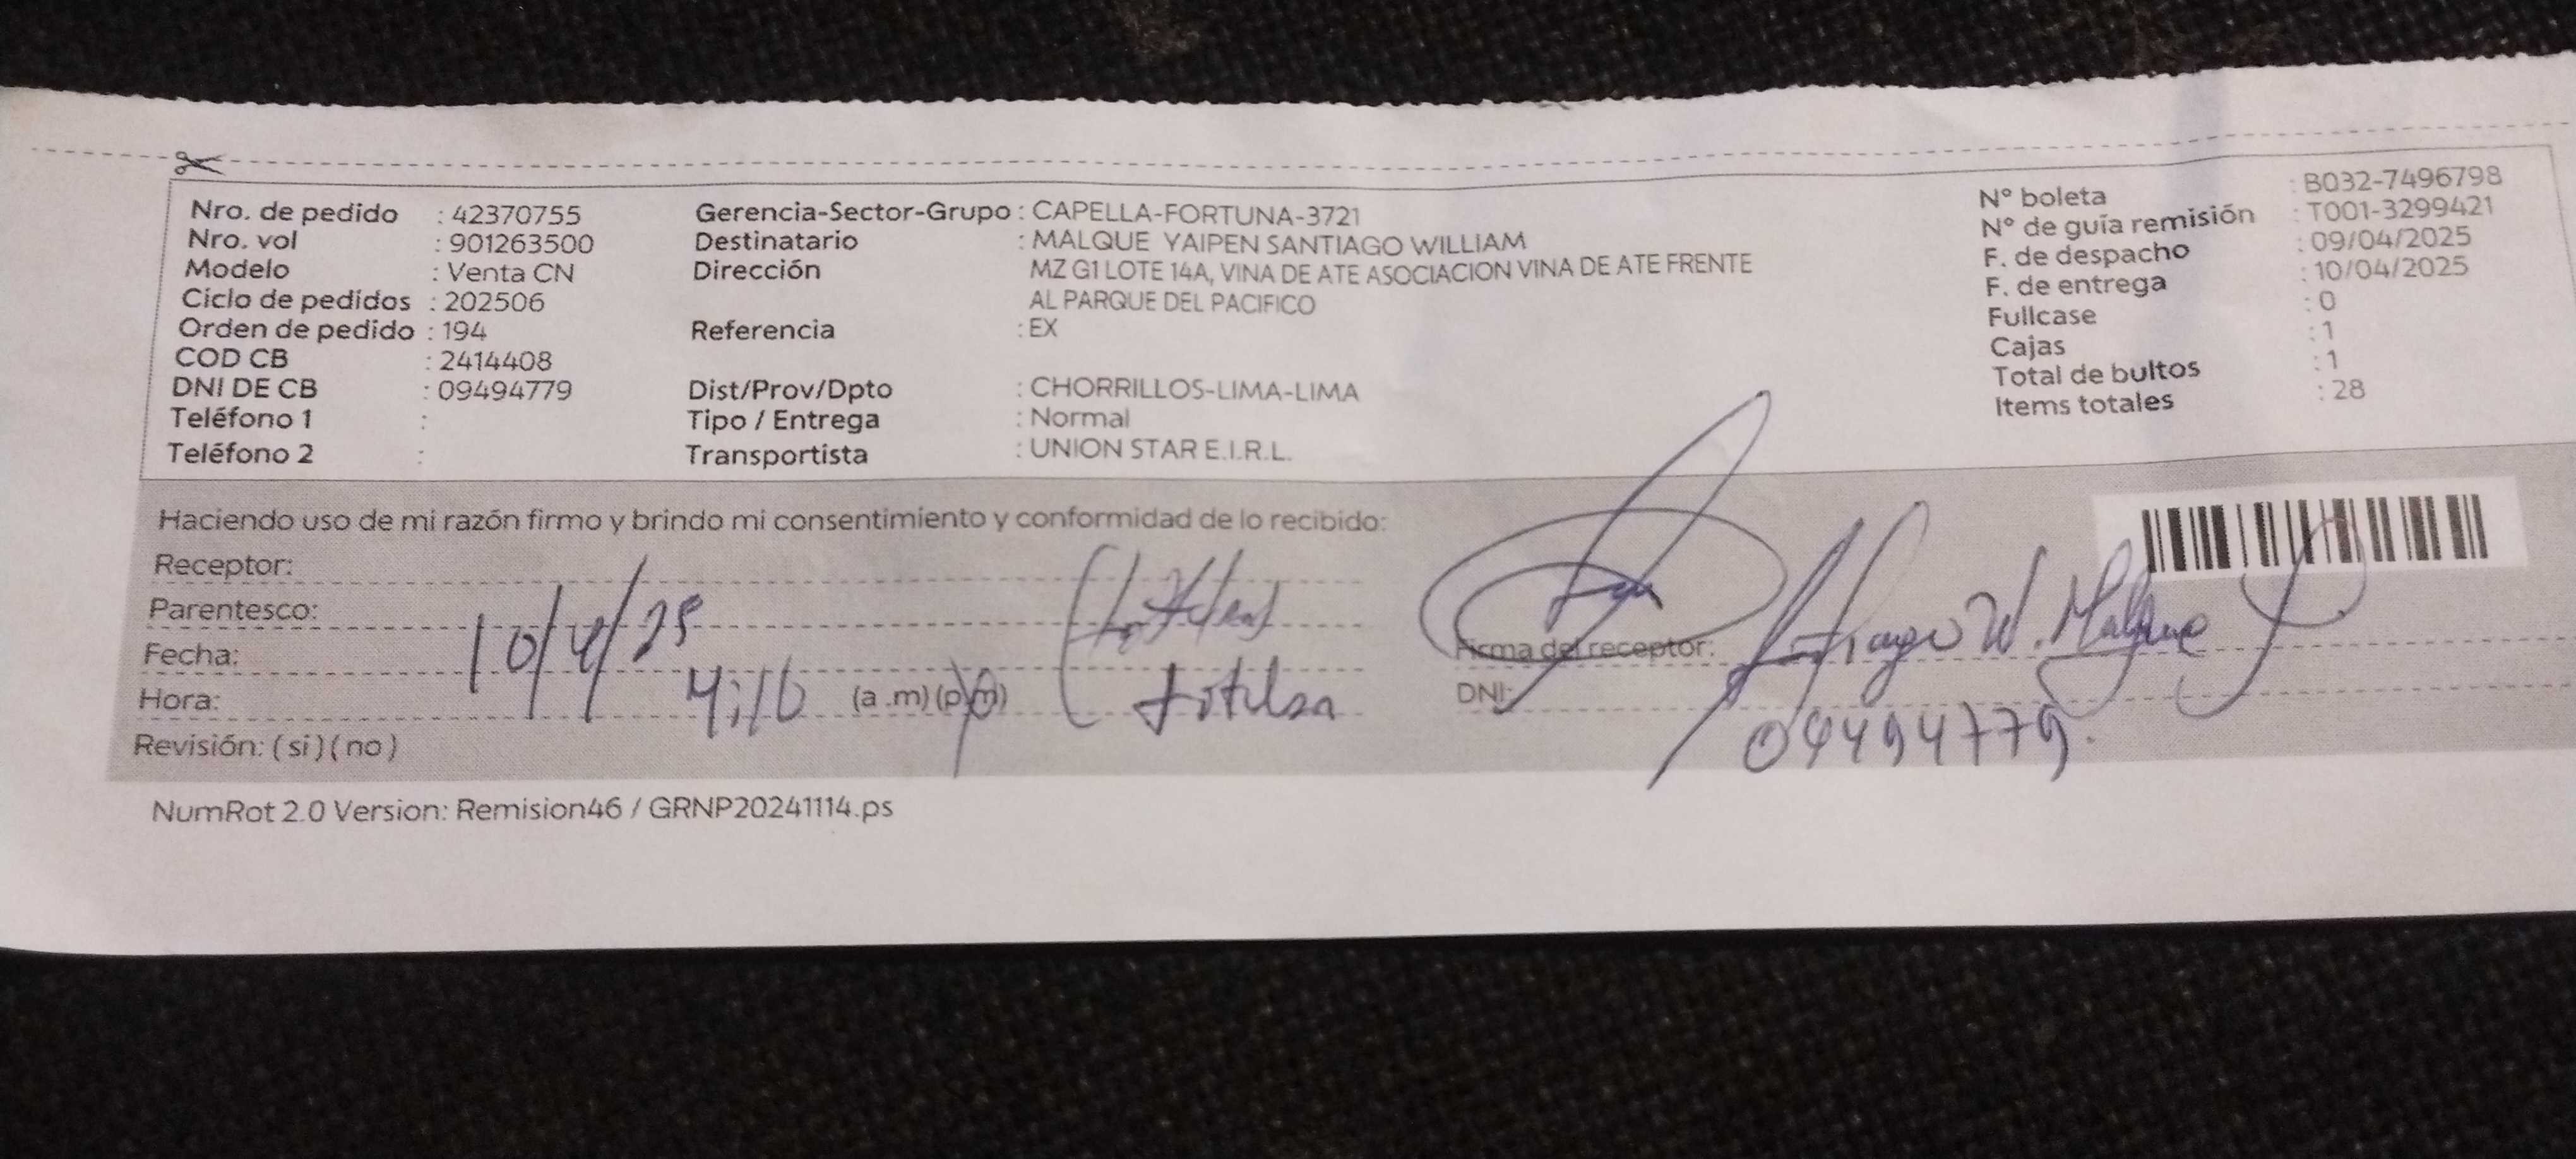 Nro. de pedido : 42370755
Nro. vol : 901263500
Modelo : Venta CN
Ciclo de pedidos : 202506
Orden de pedido : 194
COD CB : 2414408
DNI DE CB : 09494779
Teléfono 1 :
Teléfono 2 :
Gerencia-Sector-Grupo : CAPELLA-FORTUNA-3721
Destinatario : MALQUE YAIPEN SANTIAGO WILLIAM
Dirección MZ G1 LOTE 14A, VINA DE ATE ASOCIACION VINA DE ATE FRENTE
AL PARQUE DEL PACIFICO
Referencia : EX
Dist/Prov/Dpto : CHORRILLOS-LIMA-LIMA
Tipo / Entrega : Normal
Transportista : UNION STAR E.I.R.L.
N° boleta : B032-7496798
N° de guía remisión : T001-3299421
F. de despacho : 09/04/2025
F. de entrega : 10/04/2025
Fullcase : 0
Cajas : 1
Total de bultos : 1
Items totales : 28
Haciendo uso de mi razón firmo y brindo mi consentimiento y conformidad de lo recibido:
Receptor:
Parentesco:
Fecha: 10/4/25
Hora: 4:16 (a .m) (p.m)
Revisión: ( si ) ( no )
Firma del receptor: Santiago W. Malque
DNI: 09494779.
NumRot 2.0 Version: Remision46 / GRNP20241114.ps